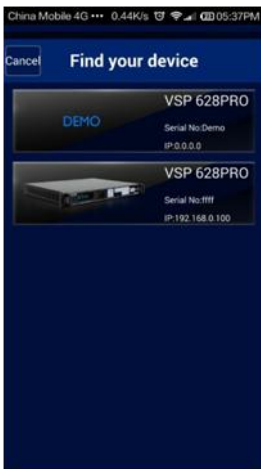 China Mobile 4G ••• 0.44K/s 05:37PM
Cancel Find your device
VSP 628PRO
DEMO
Serial No:Demo
IP:0.0.0.0
VSP 628PRO
Serial No:ffff
IP:192.168.0.100